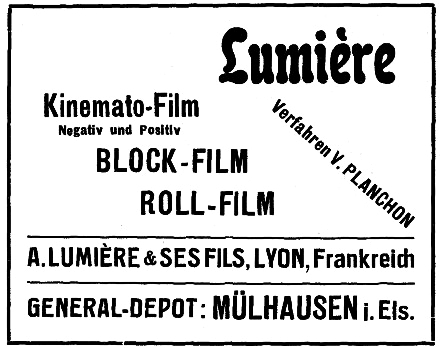 Lumière
Kinemato-Film
Negativ und Positiv
Verfahren V. PLANCHON
BLOCK-FILM
ROLL-FILM
A. LUMIÈRE & SES FILS, LYON, Frankreich
GENERAL-DEPOT: MÜLHAUSEN i. Els.